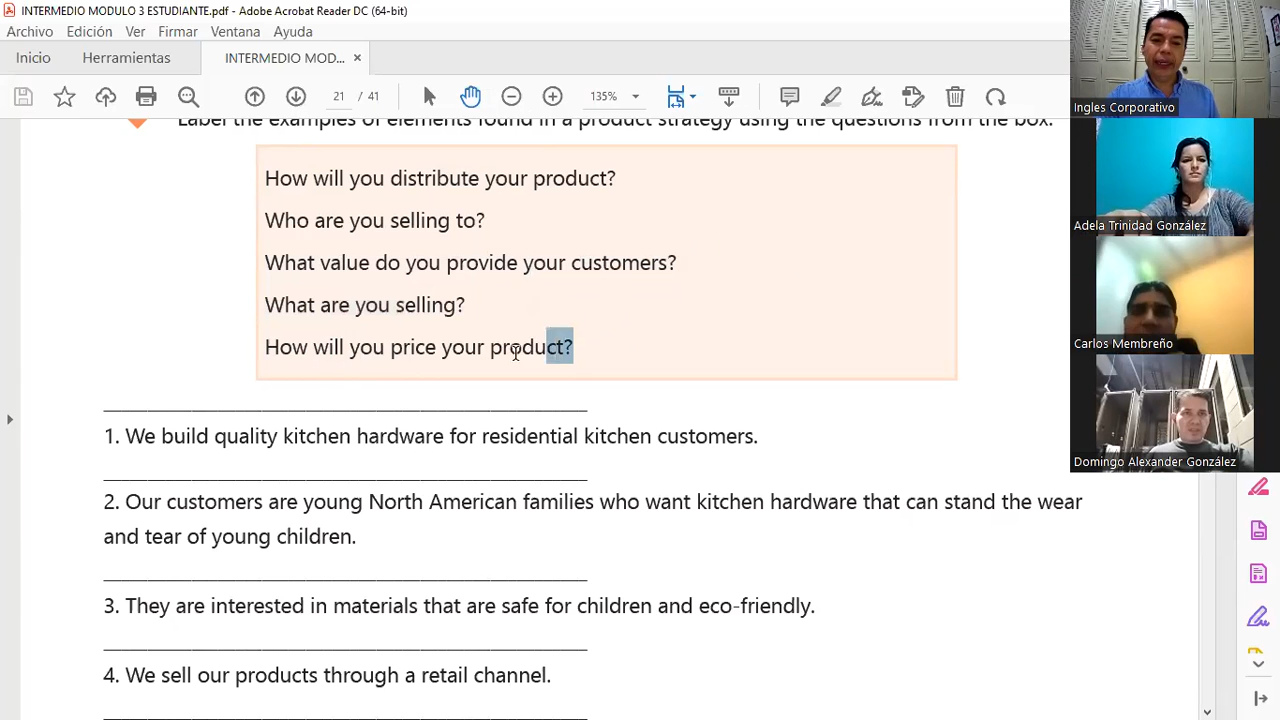 INTERMEDIO MODULO 3 ESTUDIANTE.pdf - Adobe Acrobat Reader DC (64-bit)
Archivo Edición Ver Firmar Ventana Ayuda
Inicio Herramientas INTERMEDIO MOD... ×
21 / 41 135%
Label the examples of elements found in a product strategy using the questions from the box.
How will you distribute your product?
Who are you selling to?
What value do you provide your customers?
What are you selling?
How will you price your product?
1. We build quality kitchen hardware for residential kitchen customers.
2. Our customers are young North American families who want kitchen hardware that can stand the wear
and tear of young children.
3. They are interested in materials that are safe for children and eco-friendly.
4. We sell our products through a retail channel.
Ingles Corporativo
Adela Trinidad González
Carlos Membreño
Domingo Alexander González